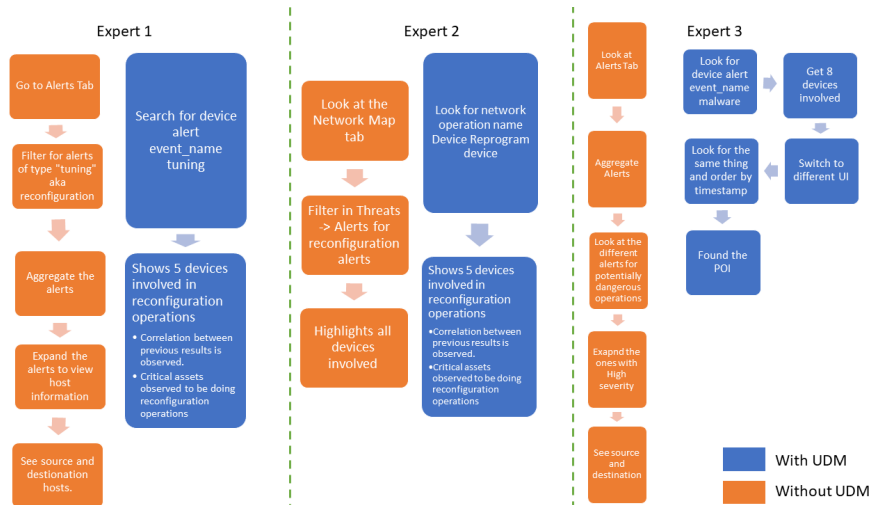 Expert 1
Go to Alerts Tab
Filter for alerts
of type "tuning"
aka
reconfiguration
Aggregate the
alerts
Expand the
alerts to view
host
information
See source and
destionation
hosts.
Search for device
alert
event_name
tuning
Shows 5 devices
involved in
reconfiguration
operations
• Correlation between
previous results is
observed.
• Critical assets
observed to be doing
reconfiguration
operations
Expert 2
Look at the
Network Map
tab
Filter in Threats
-> Alerts for
reconfiguration
alerts
Highlights all
devices
involved
Look for network
operation name
Device Reprogram
device
Shows 5 devices
involved in
reconfiguration
operations
•Correlation between
previous results is
observed.
•Critical assets
observed to be doing
reconfiguration
operations
Expert 3
Look at
Alerts Tab
Aggregate
Alerts
Look at the
different
alerts for
potentially
dangerous
operations
Exapnd the
ones with
High
severity
See source
and
destination
Look for
device alert
event_name
malware
Get 8
devices
involved
Switch to
different UI
Look for the
same thing
and order by
timestamp
Found the
POI
With UDM
Without UDM